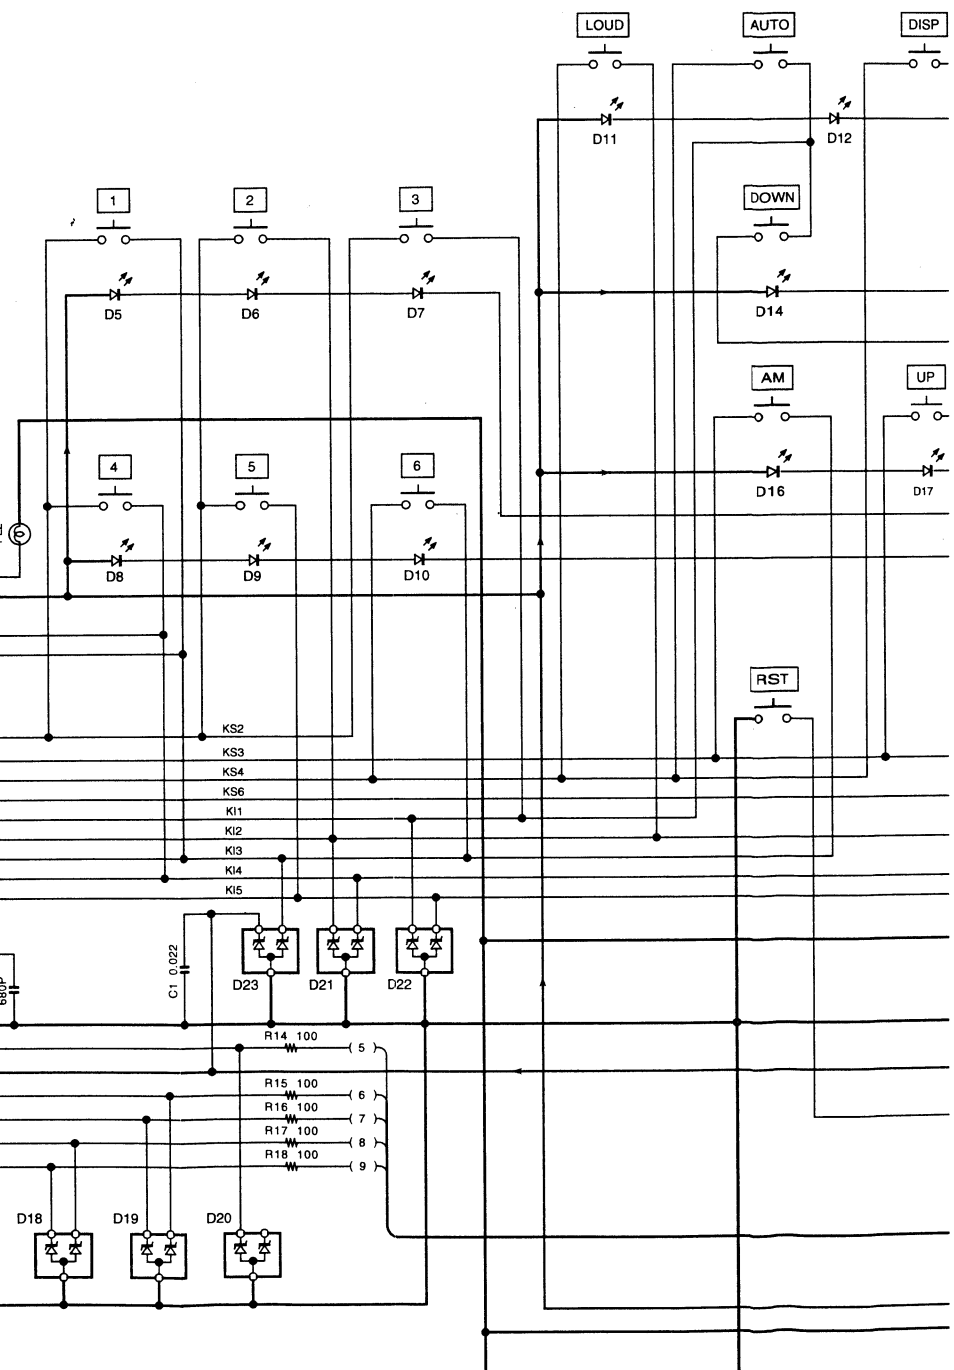 LOUD AUTO DISP
D11 D12
1 2 3 DOWN
D5 D6 D7 D14
AM UP
4 5 6
D16 D17
D8 D9 D10
RST
KS2
KS3
KS4
KS6
KI1
KI2
KI3
KI4
KI5
C1 0.022
680P
D23 D21 D22
R14 100 ( 5 )
R15 100 ( 6 )
R16 100 ( 7 )
R17 100 ( 8 )
R18 100 ( 9 )
D18 D19 D20